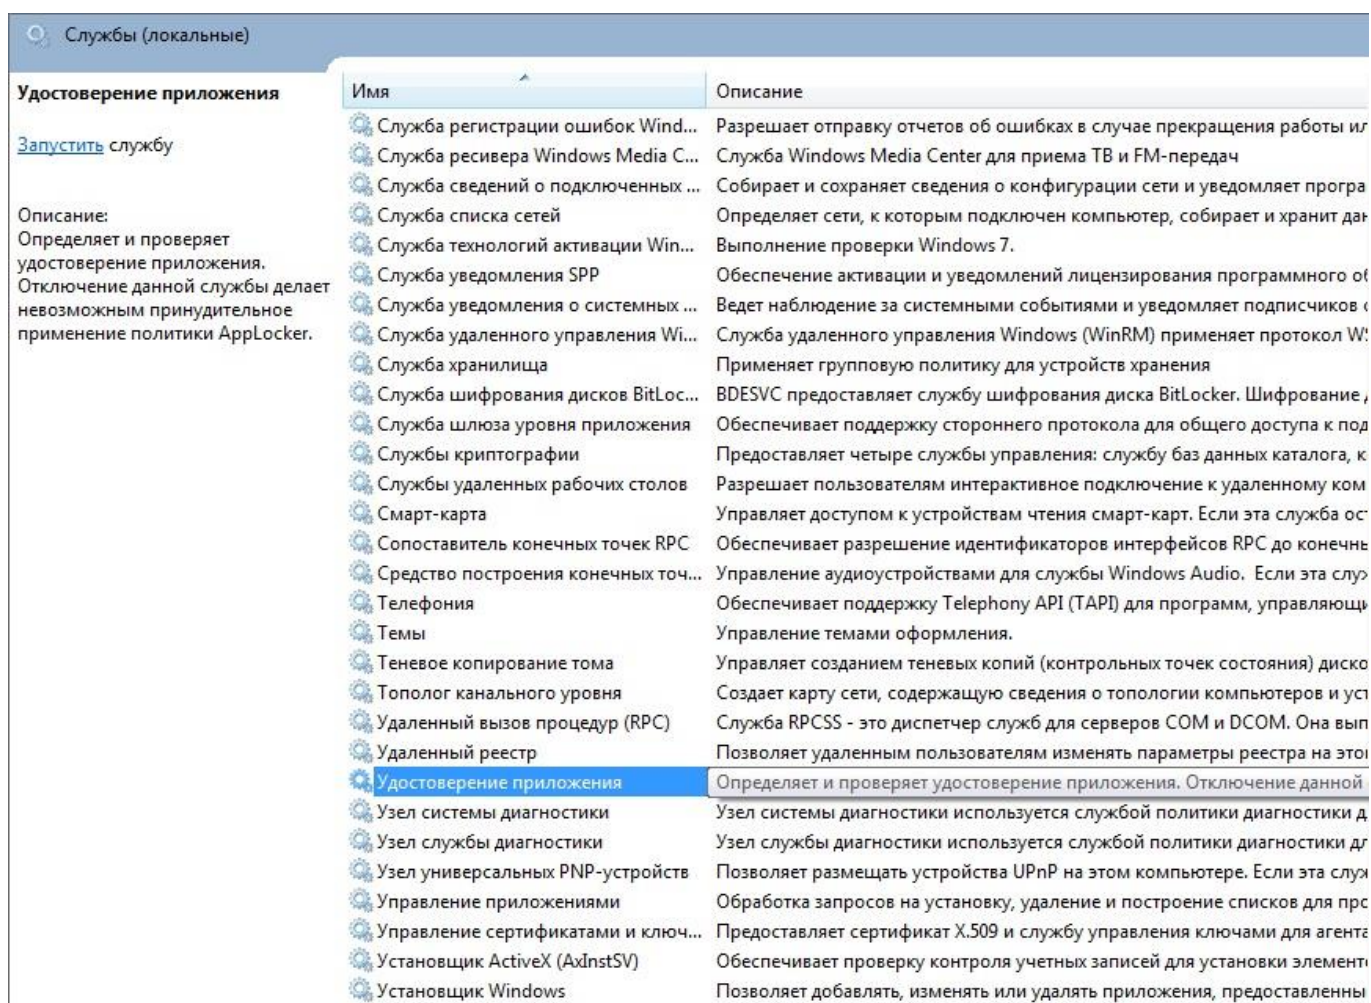 Службы (локальные)
Удостоверение приложения
Запустить службу
Описание:
Определяет и проверяет
удостоверение приложения.
Отключение данной службы делает
невозможным принудительное
применение политики AppLocker.
Имя Описание
Служба регистрации ошибок Wind... Разрешает отправку отчетов об ошибках в случае прекращения работы
Служба ресивера Windows Media C... Служба Windows Media Center для приема ТВ и FM-передач
Служба сведений о подключенных ... Собирает и сохраняет сведения о конфигурации сети и уведомляет програ
Служба списка сетей Определяет сети, к которым подключен компьютер, собирает и хранит
Служба технологий активации Win... Выполнение проверки Windows 7.
Служба уведомления SPP Обеспечение активации и уведомлений лицензирования программного
Служба уведомления о системных ... Ведет наблюдение за системными событиями и уведомляет подписчиков
Служба удаленного управления Wi... Служба удаленного управления Windows (WinRM) применяет протокол
Служба хранилища Применяет групповую политику для устройств хранения
Служба шифрования дисков BitLoc... BDESVC предоставляет службу шифрования диска BitLocker. Шифрование
Служба шлюза уровня приложения Обеспечивает поддержку стороннего протокола для общего доступа к под
Службы криптографии Предоставляет четыре службы управления: службу баз данных каталога, к
Службы удаленных рабочих столов Разрешает пользователям интерактивное подключение к удаленному ком
Смарт-карта Управляет доступом к устройствам чтения смарт-карт. Если эта служба
Сопоставитель конечных точек RPC Обеспечивает разрешение идентификаторов интерфейсов RPC до
Средство построения конечных точ... Управление аудиоустройствами для службы Windows Audio. Если эта
Телефония Обеспечивает поддержку Telephony API (TAPI) для программ,
Темы Управление темами оформления.
Теневое копирование тома Управляет созданием теневых копий (контрольных точек состояния) диско
Тополог канального уровня Создает карту сети, содержащую сведения о топологии компьютеров и
Удаленный вызов процедур (RPC) Служба RPCSS - это диспетчер служб для серверов COM и DCOM. Она вып
Удаленный реестр Позволяет удаленным пользователям изменять параметры реестра на
Удостоверение приложения Определяет и проверяет удостоверение приложения. Отключение данной
Узел системы диагностики Узел системы диагностики используется службой политики диагностики
Узел службы диагностики Узел службы диагностики используется службой политики диагностики
Узел универсальных PNP-устройств Позволяет размещать устройства UPnP на этом компьютере. Если эта
Управление приложениями Обработка запросов на установку, удаление и построение списков для
Управление сертификатами и ключ... Предоставляет сертификат X.509 и службу управления ключами для
Установщик ActiveX (AxInstSV) Обеспечивает проверку контроля учетных записей для установки
Установщик Windows Позволяет добавлять, изменять или удалять приложения,